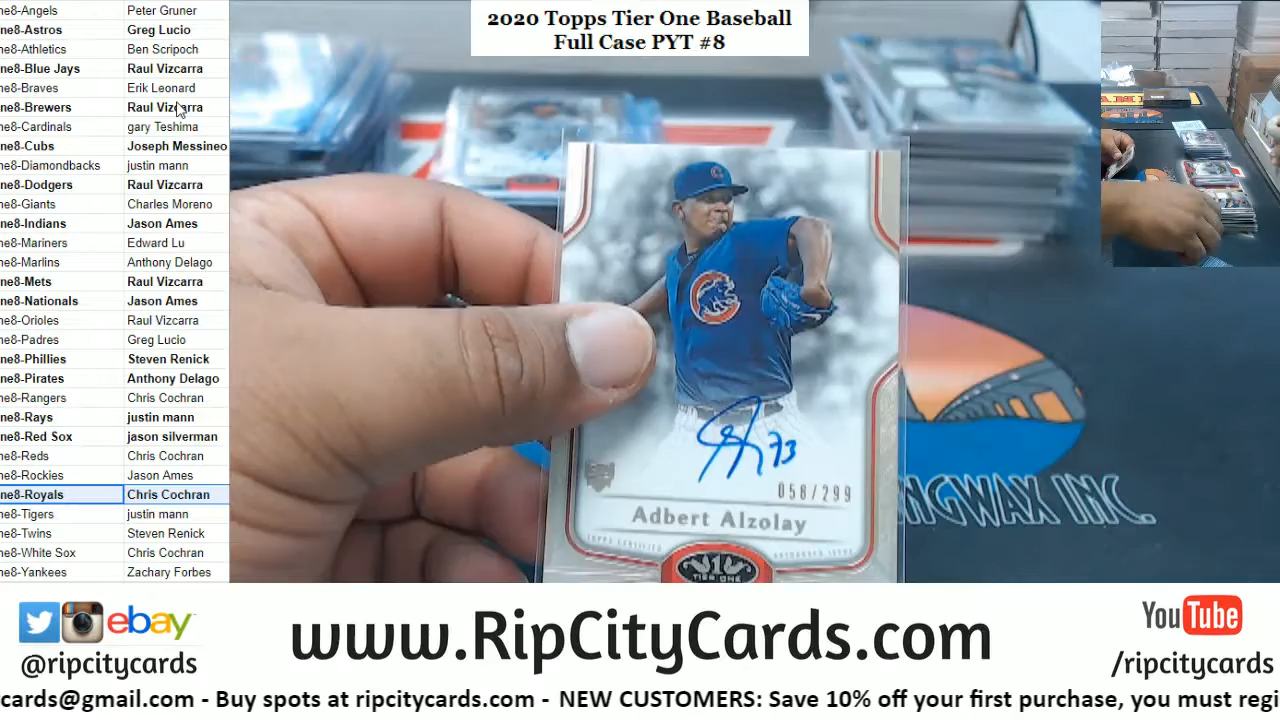 2020 Topps Tier One Baseball
Full Case PYT #8
ne8-Angels Peter Gruner
ne8-Astros Greg Lucio
ne8-Athletics Ben Scripoch
ne8-Blue Jays Raul Vizcarra
ne8-Braves Erik Leonard
ne8-Brewers Raul Vizcarra
ne8-Cardinals gary Teshima
ne8-Cubs Joseph Messineo
ne8-Diamondbacks justin mann
ne8-Dodgers Raul Vizcarra
ne8-Giants Charles Moreno
ne8-Indians Jason Ames
ne8-Mariners Edward Lu
ne8-Marlins Anthony Delago
ne8-Mets Raul Vizcarra
ne8-Nationals Jason Ames
ne8-Orioles Raul Vizcarra
ne8-Padres Greg Lucio
ne8-Phillies Steven Renick
ne8-Pirates Anthony Delago
ne8-Rangers Chris Cochran
ne8-Rays justin mann
ne8-Red Sox jason silverman
ne8-Reds Chris Cochran
ne8-Rockies Jason Ames
ne8-Royals Chris Cochran
ne8-Tigers justin mann
ne8-Twins Steven Renick
ne8-White Sox Chris Cochran
ne8-Yankees Zachary Forbes
C
73
058/299
Adbert Alzolay
1
TIER ONE
NGWAX INC.
ebay
@ripcitycards
www.RipCityCards.com
YouTube
/ripcitycards
cards@gmail.com - Buy spots at ripcitycards.com - NEW CUSTOMERS: Save 10% off your first purchase, you must regi